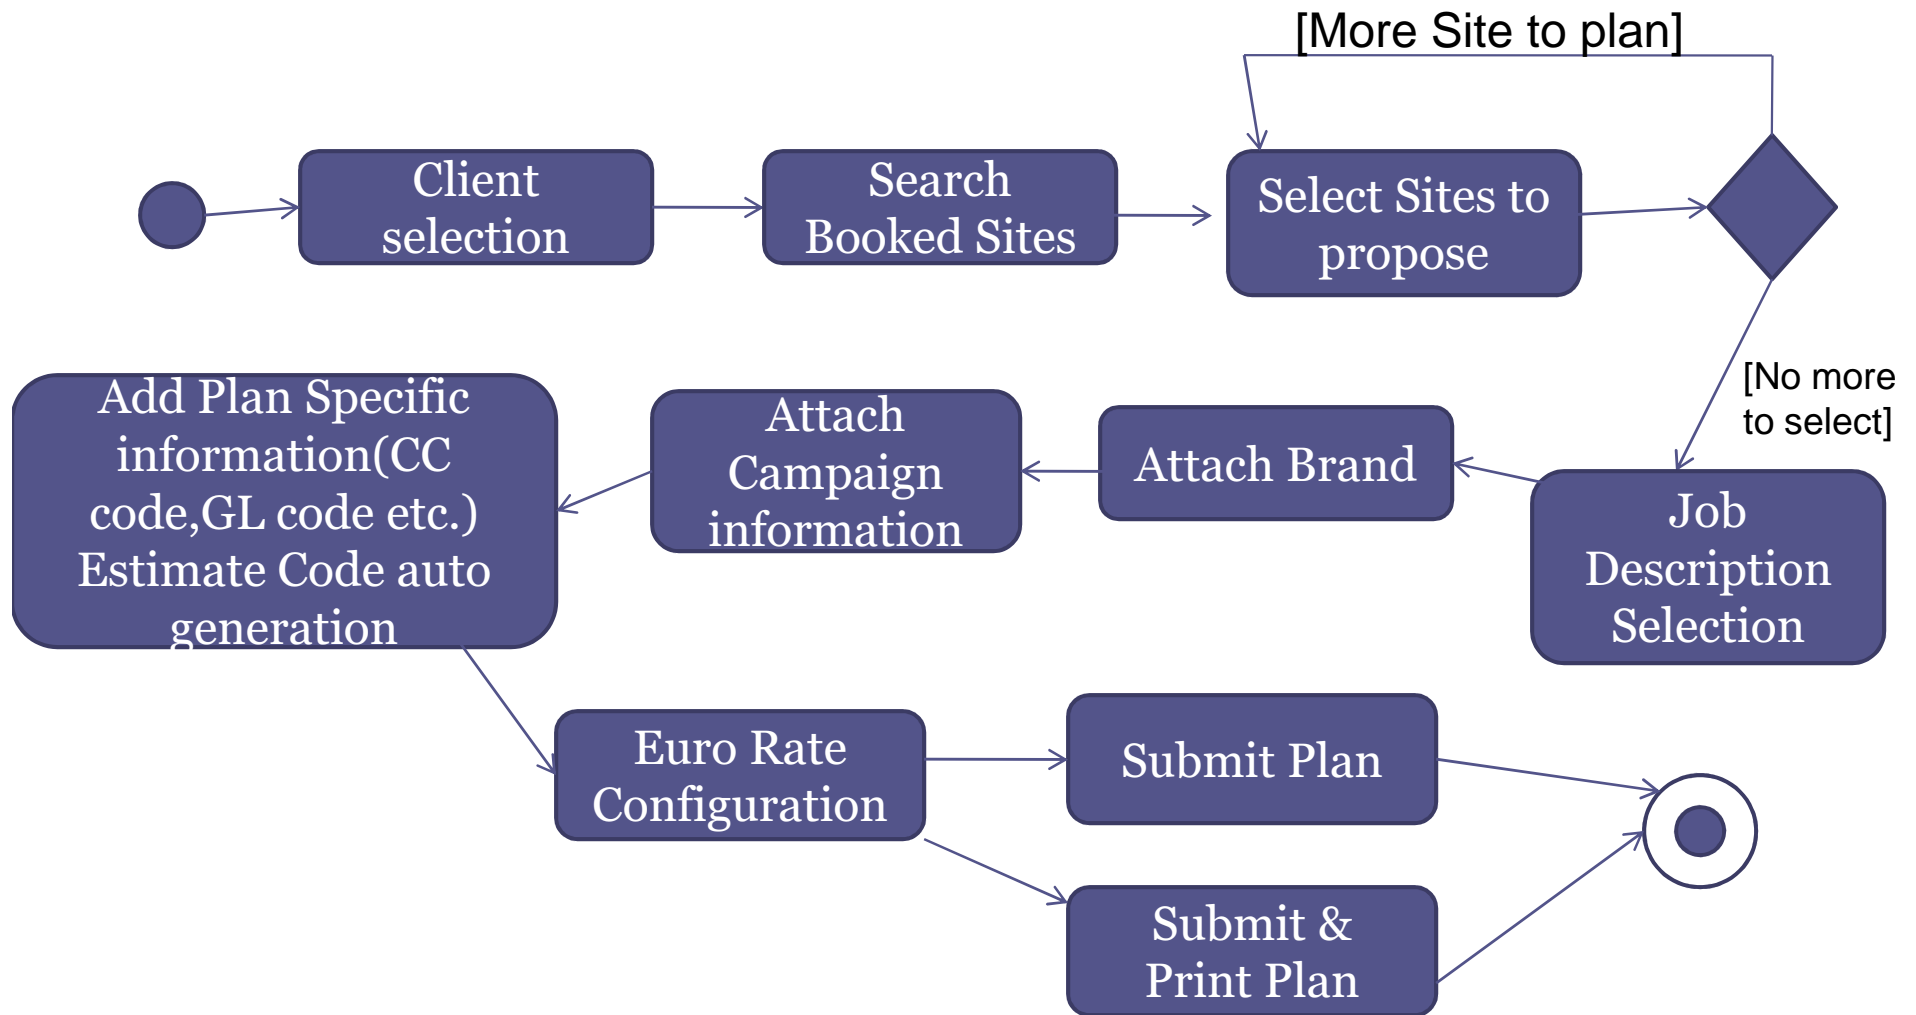 [More Site to plan]
Client
selection
Search
Booked Sites
Select Sites to
propose
[No more
to select]
Add Plan Specific
information(CC
code,GL code etc.)
Estimate Code auto
generation
Attach
Campaign
information
Attach Brand
Job
Description
Selection
Euro Rate
Configuration
Submit Plan
Submit &
Print Plan